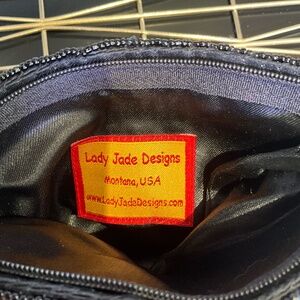 Lady Jade Designs
Montana, USA
www.LadyJadeDesigns.com